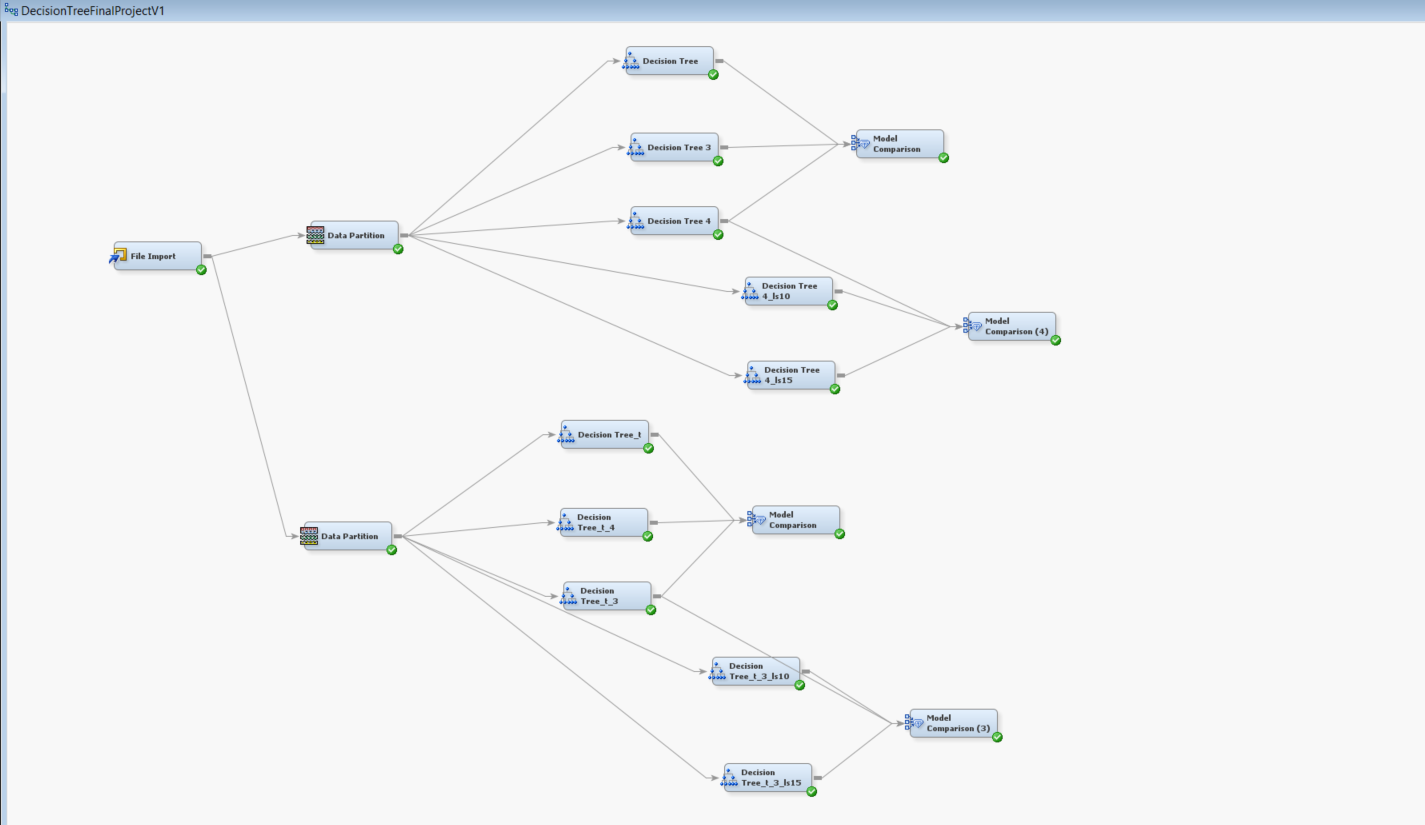 DecisionTreeFinalProjectV1
Decision Tree
Model
Comparison
Decision Tree 3
Decision Tree 4
Data Partition
File Import
Decision Tree
4_ls10
Model
Comparison (4)
Decision Tree
4_ls15
Decision Tree_t
Decision
Tree_t_4
Model
Comparison
Data Partition
Decision
Tree_t_3
Decision
Tree_t_3_ls10
Model
Comparison (3)
Decision
Tree_t_3_ls15